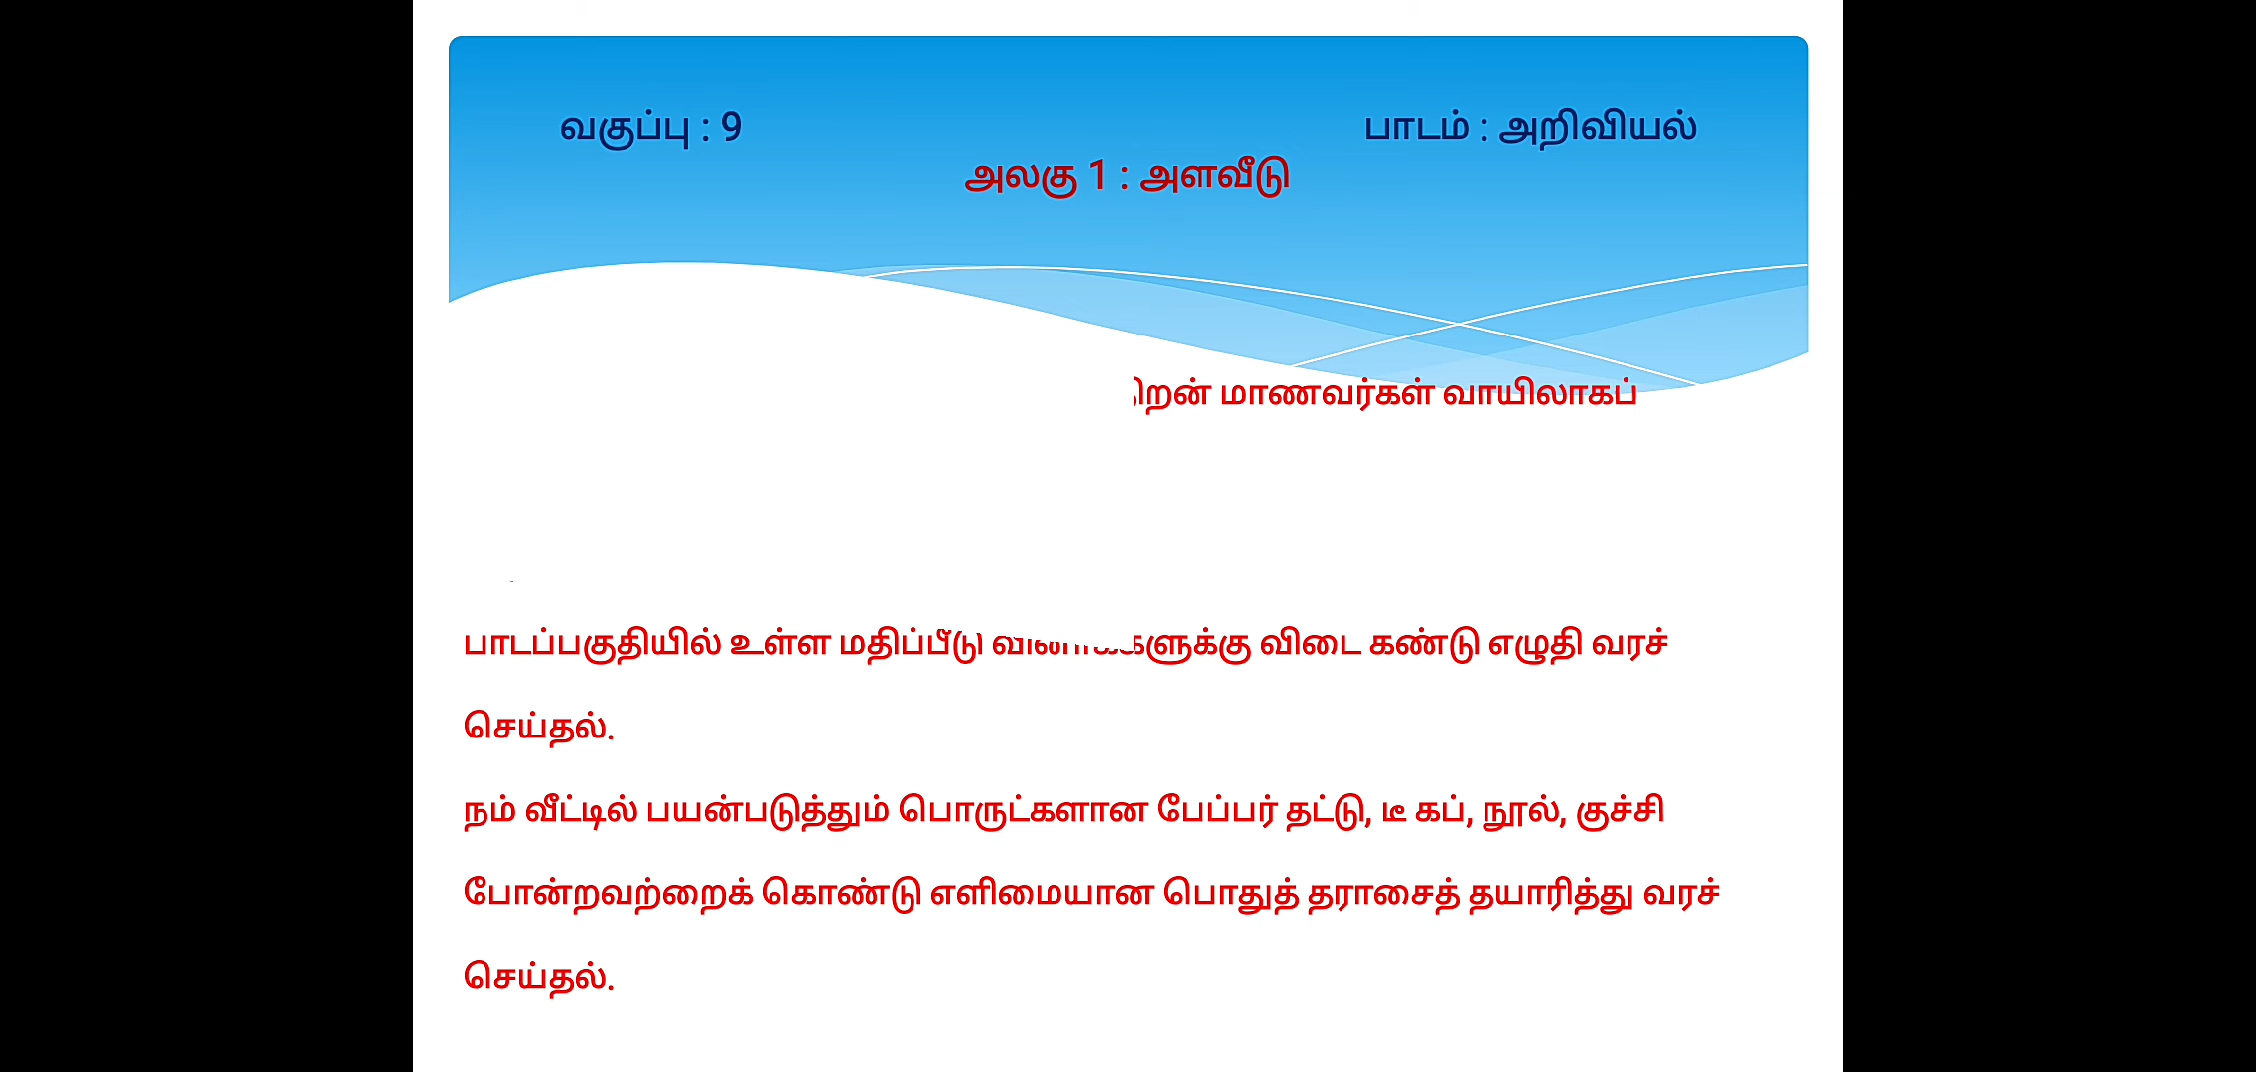 வகுப்பு : 9 பாடம் : அறிவியல்
அலகு 1 : அளவீடு
மாணவர்கள் வாயிலாகப்
பாடப்பகுதியில் உள்ள மதிப்பீடு வினாக்களுக்கு விடை கண்டு எழுதி வரச்
செய்தல்.
நம் வீட்டில் பயன்படுத்தும் பொருட்களான பேப்பர் தட்டு, டீ கப், நூல், குச்சி
போன்றவற்றைக் கொண்டு எளிமையான பொதுத் தராசைத் தயாரித்து வரச்
செய்தல்.